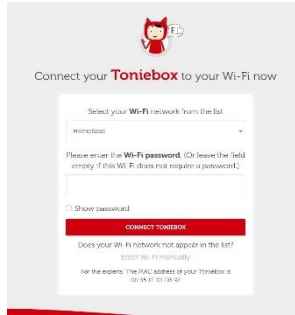 Connect your Toniebox to your Wi-Fi now
Select your Wi-Fi network from the list
Homebase
Please enter the Wi-Fi password. (Or leave the field
empty if this Wi-Fi does not require a password.)
Show password
CONNECT TONIEBOX
Does your Wi-Fi network not appear in the list?
Enter Wi-Fi manually
For the experts: The MAC address of your Toniebox is